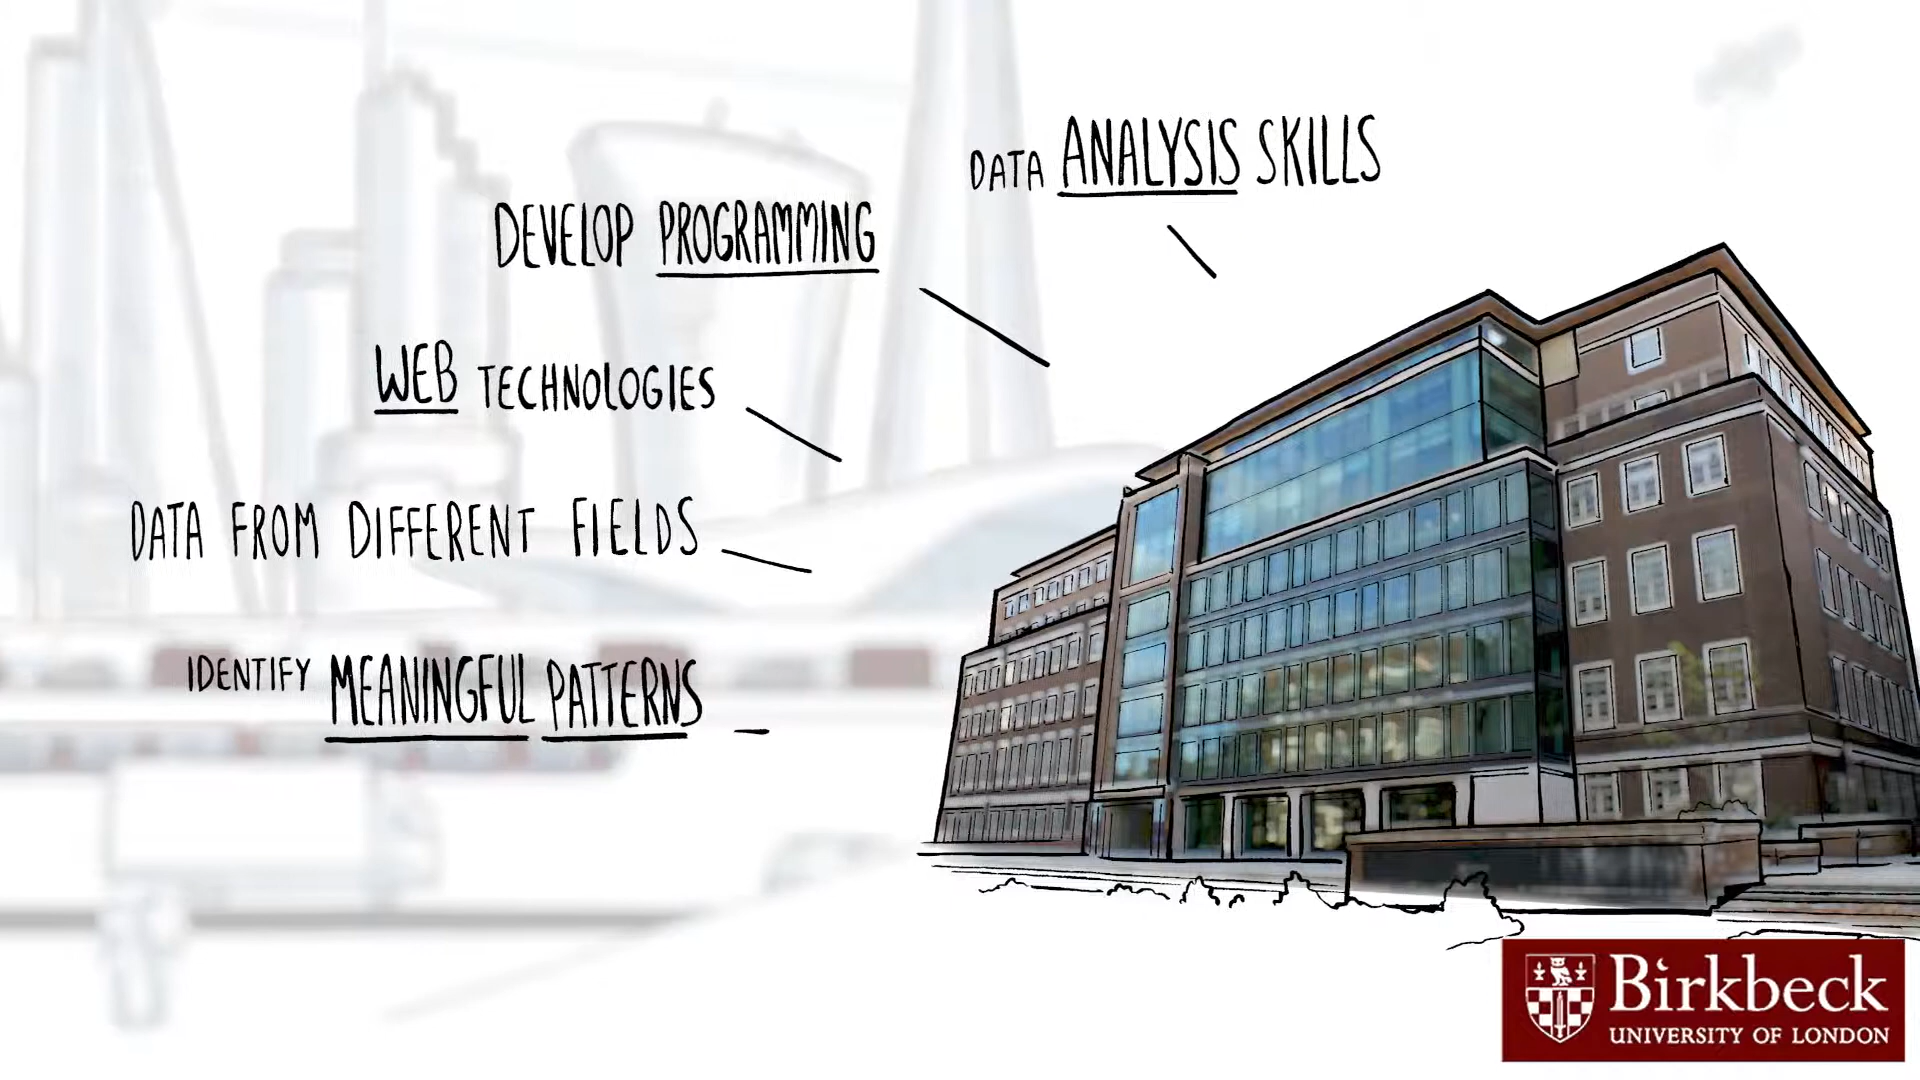 DATA ANALYSIS SKILLS
DEVELOP PROGRAMMING
WEB TECHNOLOGIES
DATA FROM DIFFERENT FIELDS
IDENTIFY MEANINGFUL PATTERNS
Birkbeck
UNIVERSITY OF LONDON